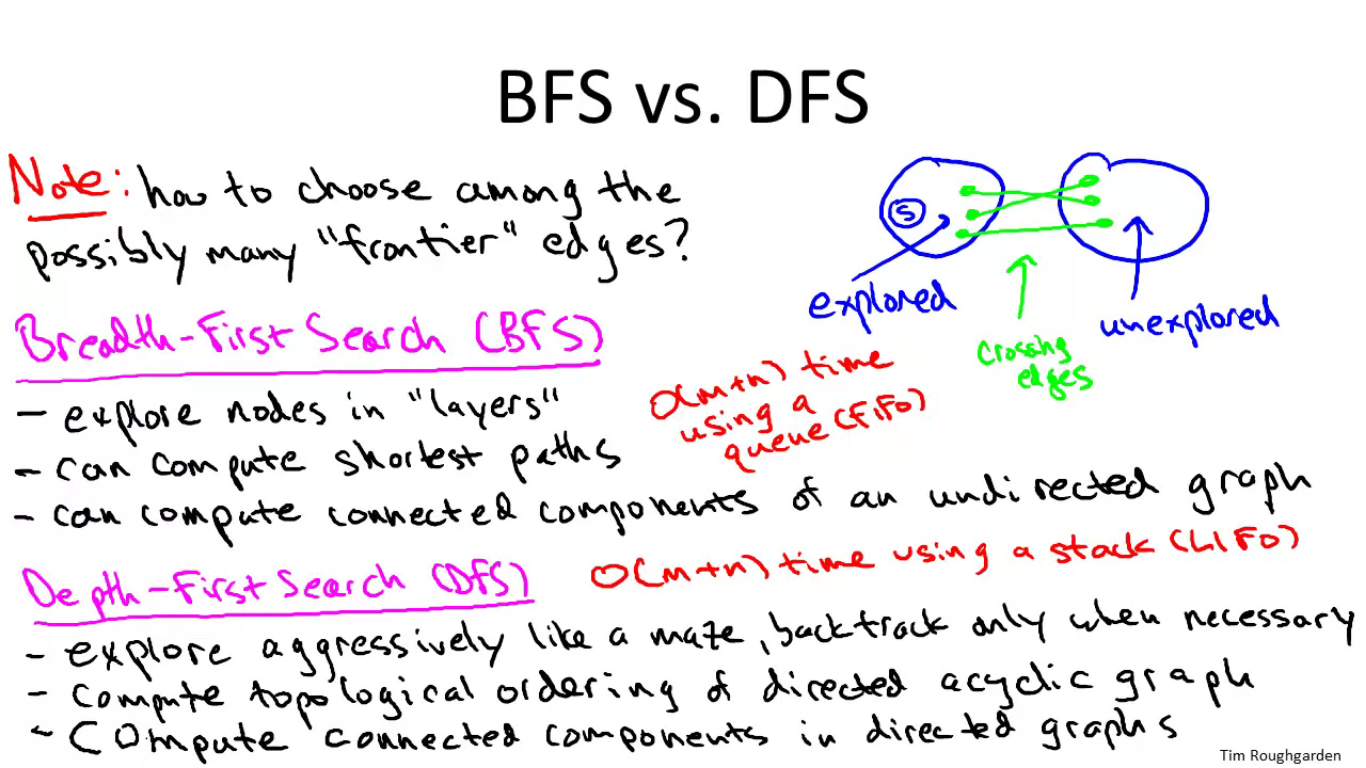 BFS vs. DFS
Note: how to choose among the
possibly many "frontier" edges?
S
explored
unexplored
crossing
edges
Breadth-First Search (BFS)
- explore nodes in "layers"
- can compute shortest paths
- can compute connected components of an undirected graph
O(m+n) time
using a
queue (FIFO)
Depth-First Search (DFS)
O(m+n) time using a stack (LIFO)
- explore aggressively like a maze, backtrack only when necessary
- compute topological ordering of directed acyclic graph
- compute connected components in directed graphs
Tim Roughgarden